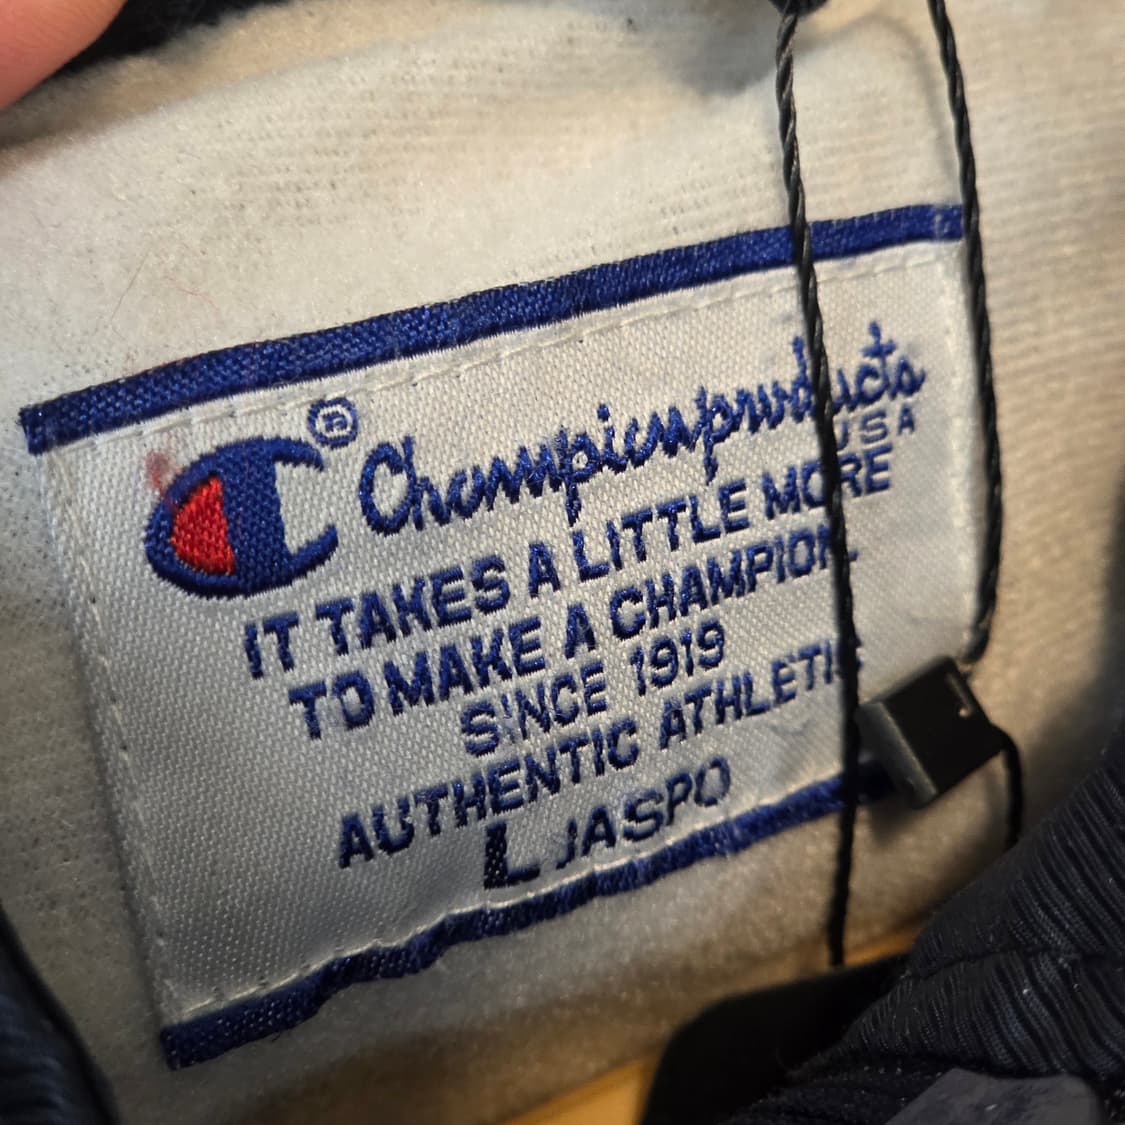 ®
Championproducts
USA
IT TAKES A LITTLE MORE
TO MAKE A CHAMPION.
SINCE 1919
AUTHENTIC ATHLETIC
L JASPO